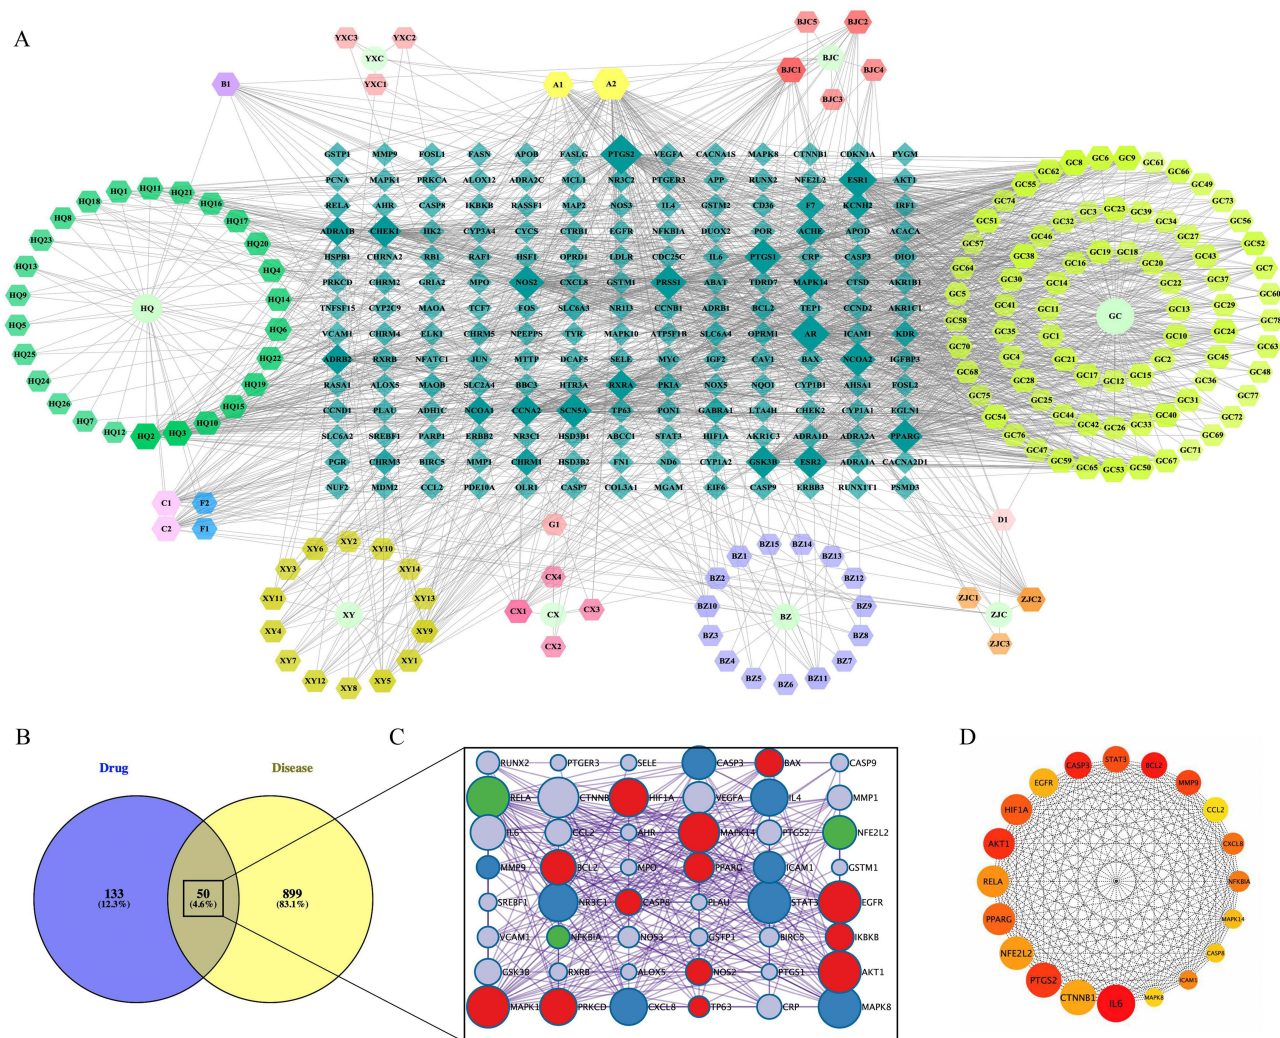 A
YXC3 YXC2
YXC
YXC1
B1
A1 A2
BJC5 BJC2
BJC
BJC1 BJC4
BJC3
GSTP1 MMP9 FOSL1 FASN APOB FASLG PTGS2 VEGFA CACNA1S MAPK8 CTNNB1 CDKN1A PYGM
PCNA MAPK1 PRKCA ALOX12 ADRA2C MCL1 NR3C2 PTGER3 APP RUNX2 NFE2L2 ESR1 AKT1
RELA AHR CASP8 IKBKB RASSF1 MAP2 NOS3 IL4 GSTM2 CD36 F7 KCNH2 IRF1
ADRA1B CHEK1 HK2 CYP3A4 CYCS CTRB1 EGFR NFKBIA DUOX2 POR ACHE APOD ACACA
HSPB1 CHRNA2 RB1 RAF1 HSF1 OPRD1 LDLR CDC25C IL6 PTGS1 CRP CASP3 DIO1
PRKCD CHRM2 GRIA2 MPO NOS2 CXCL8 GSTM1 PRSS1 ABAT TDRD7 MAPK14 CTSD AKR1B1
TNFSF15 CYP2C9 MAOA TCF7 FOS SLC6A3 NR1I3 CCNB1 ADRB1 BCL2 TEP1 CCND2 AKR1C1
VCAM1 CHRM4 ELK1 CHRM5 NPEPPS TYR MAPK10 ATP5F1B SLC6A4 OPRM1 AR ICAM1 KDR
ADRB2 RXRB NFATC1 JUN MTTP DCAF5 SELE MYC IGF2 CAV1 BAX NCOA2 IGFBP3
RASA1 ALOX5 MAOB SLC2A4 BBC3 HTR3A RXRA PKIA NOX5 NQO1 CYP1B1 AHSA1 FOSL2
CCND1 PLAU ADH1C NCOA1 CCNA2 SCN5A TP63 PON1 GABRA1 LTA4H CHEK2 CYP1A1 EGLN1
SLC6A2 SREBF1 PARP1 ERBB2 NR3C1 HSD3B1 ABCC1 STAT3 HIF1A AKR1C3 ADRA1D ADRA2A PPARG
PGR CHRM3 BIRC5 MMP1 CHRM1 HSD3B2 FN1 ND6 CYP1A2 GSK3B ESR2 ADRA1A CACNA2D1
NUF2 MDM2 CCL2 PDE10A OLR1 CASP7 COL3A1 MGAM EIF6 CASP9 ERBB3 RUNX1T1 PSMD3
HQ1 HQ11 HQ21
HQ18 HQ16
HQ8 HQ17
HQ23 HQ20
HQ13 HQ4
HQ9 HQ HQ14
HQ5 HQ6
HQ25 HQ22
HQ24 HQ19
HQ26 HQ15
HQ7 HQ10
HQ12 HQ2 HQ3
GC8 GC6 GC9 GC61
GC62 GC66
GC55 GC49
GC74 GC3 GC23 GC39 GC73
GC51 GC32 GC34 GC56
GC46 GC27
GC57 GC38 GC19 GC18 GC43 GC52
GC64 GC16 GC20 GC7
GC30 GC14 GC22 GC37
GC5 GC60
GC41 GC11 GC13 GC29
GC58 GC GC78
GC35 GC1 GC10 GC24
GC70 GC63
GC4 GC21 GC2 GC45
GC68 GC17 GC12 GC15 GC48
GC28 GC36
GC75 GC25 GC31 GC77
GC54 GC44 GC40 GC72
GC42 GC26 GC33
GC76 GC69
GC47 GC71
GC59 GC67
GC65 GC53 GC50
C1 F2
C2 F1
G1
D1
XY2
XY6 XY10
XY3 XY14
XY11 XY13
XY4 XY XY9
XY7 XY1
XY12 XY8 XY5
CX4
CX1 CX CX3
CX2
BZ15 BZ14
BZ1 BZ13
BZ2 BZ12
BZ10 BZ9
BZ3 BZ BZ8
BZ4 BZ7
BZ5 BZ6 BZ11
ZJC1 ZJC2
ZJC
ZJC3
B
Drug Disease
133 50 899
(12.3%) (4.6%) (83.1%)
C
RUNX2 PTGER3 SELE CASP3 BAX CASP9
RELA CTNNB HIF1A VEGFA IL4 MMP1
IL6 CCL2 AHR MAPK14 PTGS2 NFE2L2
MMP9 BCL2 MPO PPARG ICAM1 GSTM1
SREBF1 NR3C1 CASP8 PLAU STAT3 EGFR
VCAM1 NFKBIA NOS3 GSTP1 BIRC5 IKBKB
GSK3B RXRB ALOX5 NOS2 PTGS1 AKT1
MAPK1 PRKCD CXCL8 TP63 CRP MAPK8
D
CASP3 STAT3 BCL2
EGFR MMP9
HIF1A CCL2
AKT1 CXCL8
RELA NFKBIA
PPARG MAPK14
NFE2L2 CASP8
PTGS2 ICAM1
CTNNB1 IL6 MAPK8